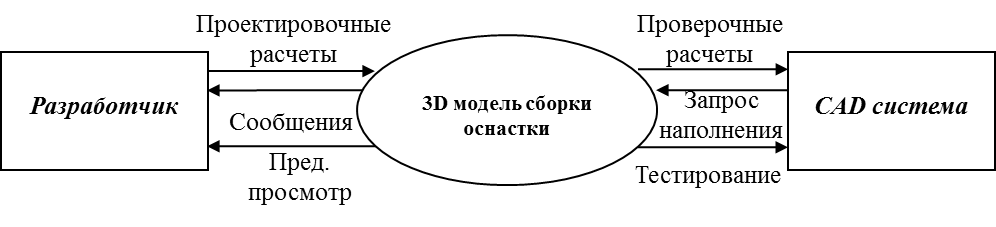 Проектировочные
расчеты
Проверочные
расчеты
Разработчик
3D модель сборки
оснастки
CAD система
Сообщения
Запрос
наполнения
Пред.
просмотр
Тестирование